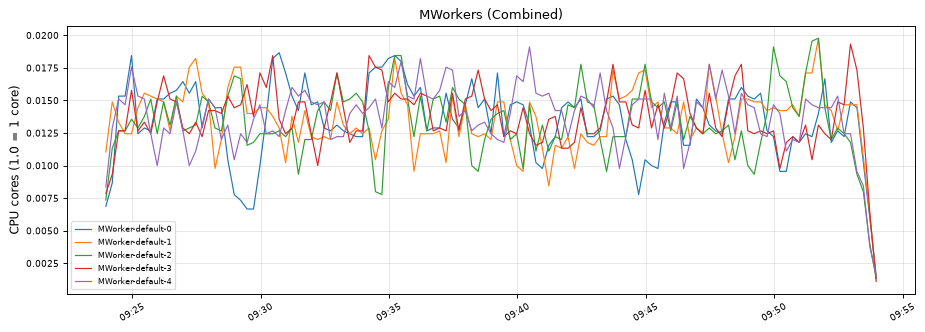 MWorkers (Combined)
CPU cores (1.0 = 1 core)
0.0200
0.0175
0.0150
0.0125
0.0100
0.0075
0.0050
0.0025
MWorker-default-0
MWorker-default-1
MWorker-default-2
MWorker-default-3
MWorker-default-4
09:25
09:30
09:35
09:40
09:45
09:50
09:55